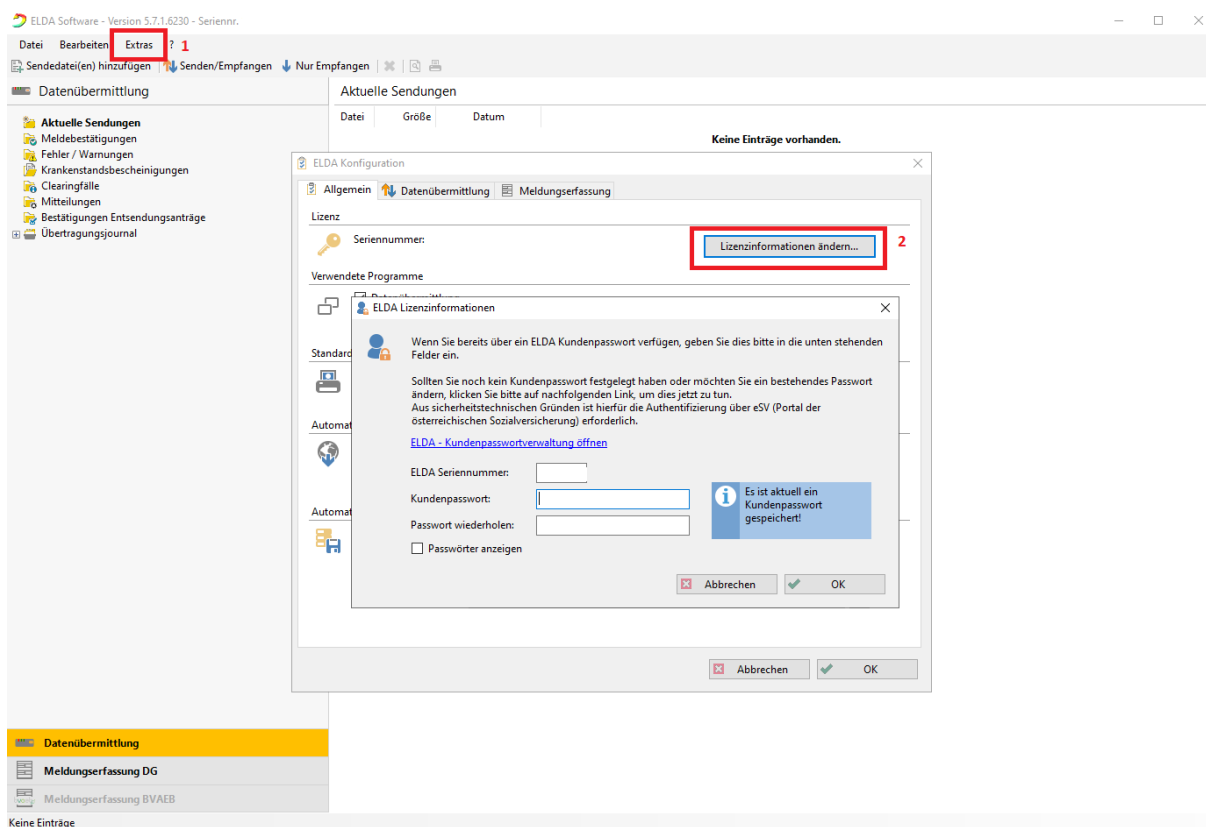 ELDA Software - Version 5.7.1.6230 - Seriennr.
Datei Bearbeiten Extras ? 1
Sendedatei(en) hinzufügen Senden/Empfangen Nur Empfangen
Datenübermittlung
Aktuelle Sendungen
Meldebestätigungen
Fehler / Warnungen
Krankenstandsbescheinigungen
Clearingfälle
Mitteilungen
Bestätigungen Entsendungsanträge
Übertragungsjournal
Aktuelle Sendungen
Datei Größe Datum
Keine Einträge vorhanden.
ELDA Konfiguration
Allgemein Datenübermittlung Meldungserfassung
Lizenz
Seriennummer:
Lizenzinformationen ändern... 2
Verwendete Programme
Standard
Automat
Automat
ELDA Lizenzinformationen
Wenn Sie bereits über ein ELDA Kundenpasswort verfügen, geben Sie dies bitte in die unten stehenden
Felder ein.
Sollten Sie noch kein Kundenpasswort festgelegt haben oder möchten Sie ein bestehendes Passwort
ändern, klicken Sie bitte auf nachfolgenden Link, um dies jetzt zu tun.
Aus sicherheitstechnischen Gründen ist hierfür die Authentifizierung über eSV (Portal der
österreichischen Sozialversicherung) erforderlich.
ELDA - Kundenpasswortverwaltung öffnen
ELDA Seriennummer:
Kundenpasswort:
Passwort wiederholen:
Passwörter anzeigen
Es ist aktuell ein
Kundenpasswort
gespeichert!
Abbrechen OK
Abbrechen OK
Datenübermittlung
Meldungserfassung DG
Meldungserfassung BVAEB
Keine Einträge